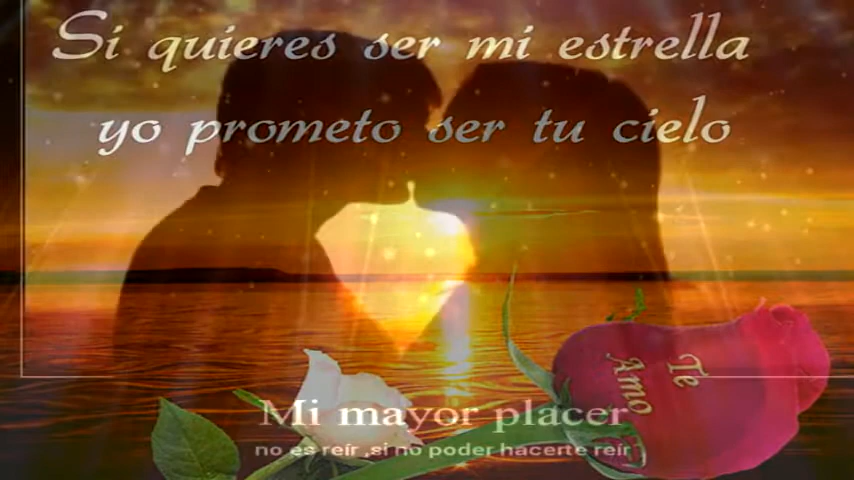 Si quieres ser mi estrella
yo prometo ser tu cielo
Te
Amo
Mi mayor placer
no es reír ,si no poder hacerte reír